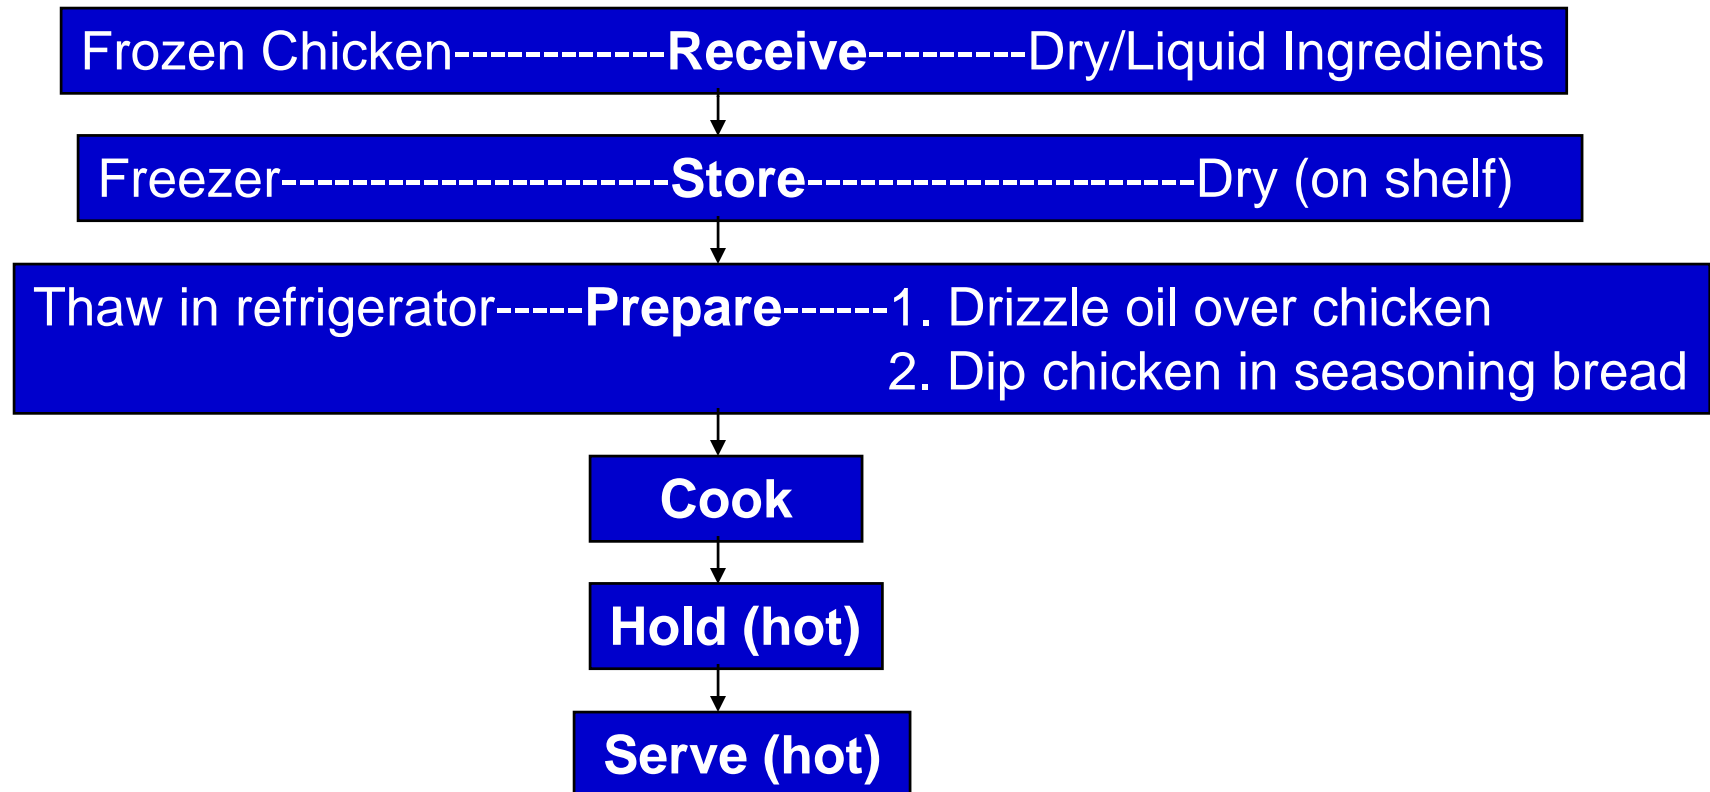 Frozen Chicken------------Receive---------Dry/Liquid Ingredients
Freezer----------------------Store----------------------Dry (on shelf)
Thaw in refrigerator-----Prepare------1. Drizzle oil over chicken
2. Dip chicken in seasoning bread
Cook
Hold (hot)
Serve (hot)